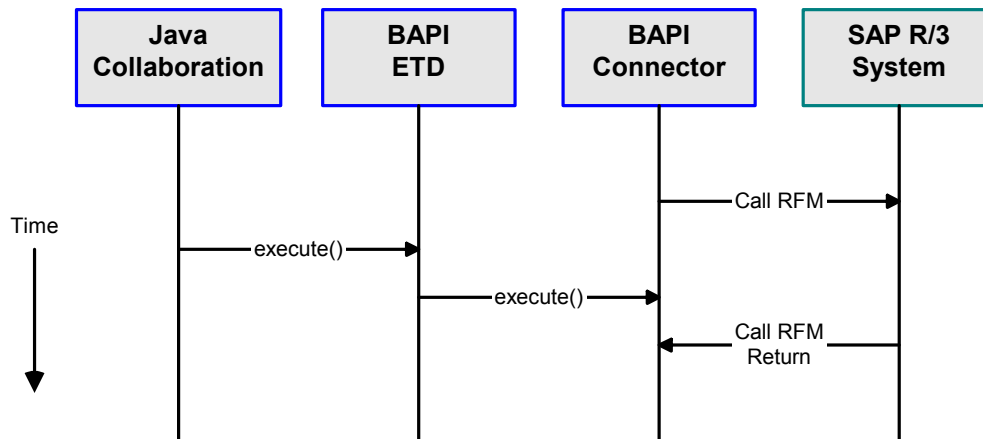 Java
Collaboration
BAPI
ETD
BAPI
Connector
SAP R/3
System
Call RFM
Time
execute()
execute()
Call RFM
Return